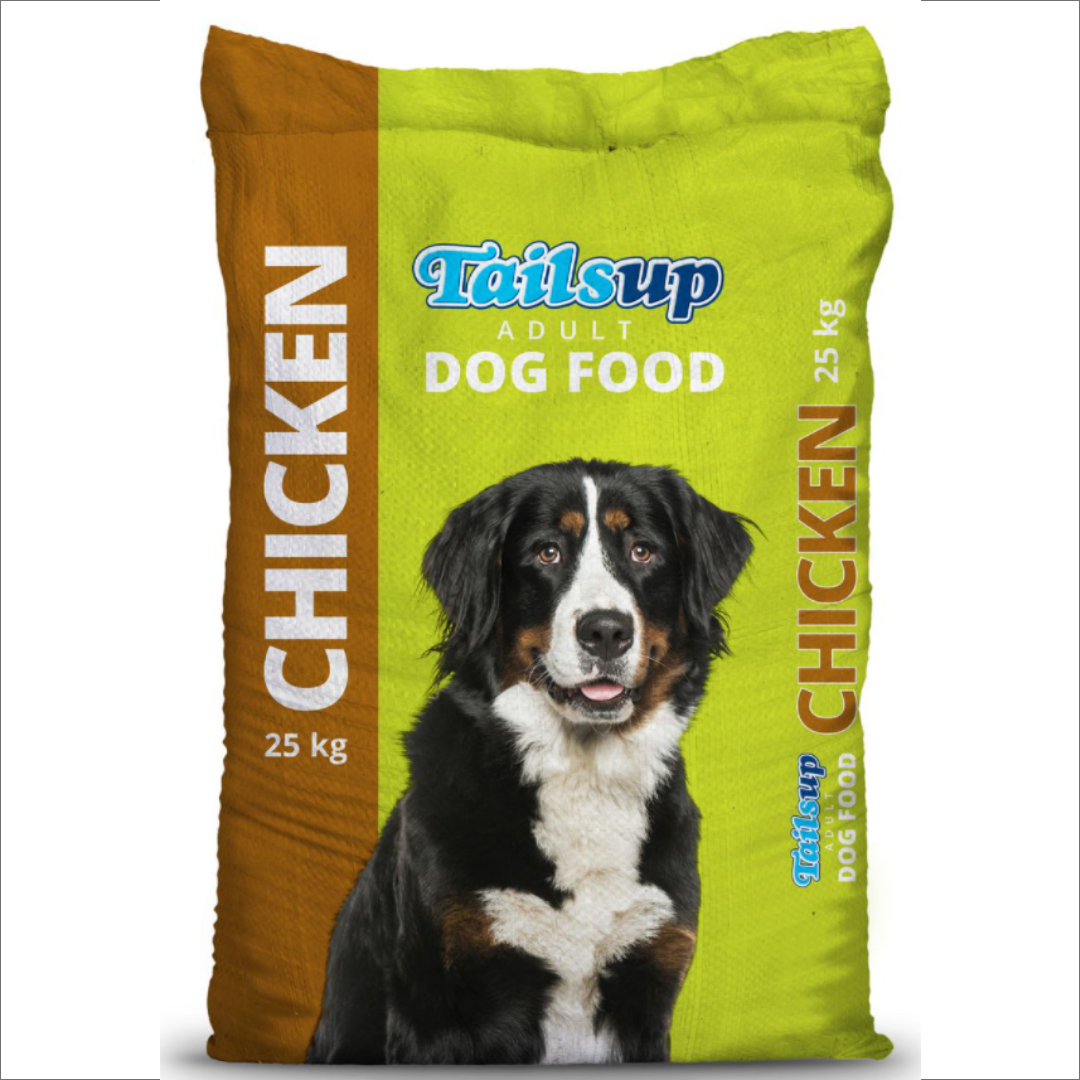 CHICKEN
25 kg
Tailsup
ADULT
DOG FOOD
CHICKEN 25 kg
Tailsup
ADULT
DOG FOOD